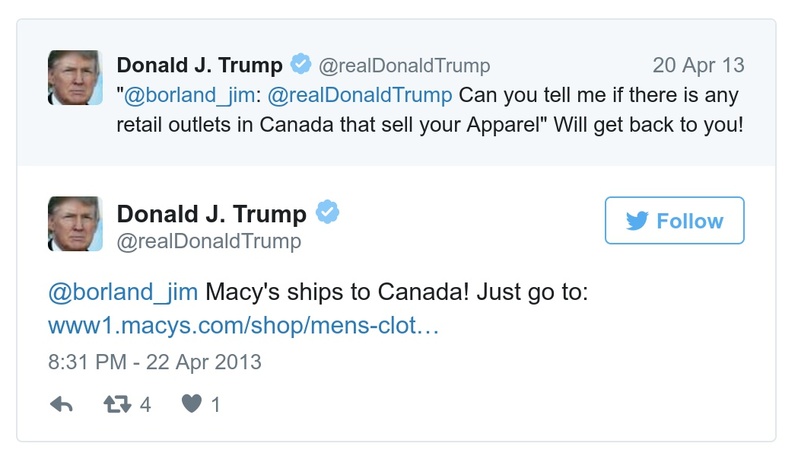 Donald J. Trump @realDonaldTrump 20 Apr 13
"@borland_jim: @realDonaldTrump Can you tell me if there is any
retail outlets in Canada that sell your Apparel" Will get back to you!
Donald J. Trump
Follow
@realDonaldTrump
@borland_jim Macy's ships to Canada! Just go to:
www1.macys.com/shop/mens-clot…
8:31 PM - 22 Apr 2013
4 1